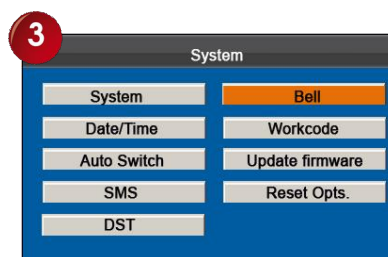 3
System
System
Bell
Date/Time
Workcode
Auto Switch
Update firmware
SMS
Reset Opts.
DST